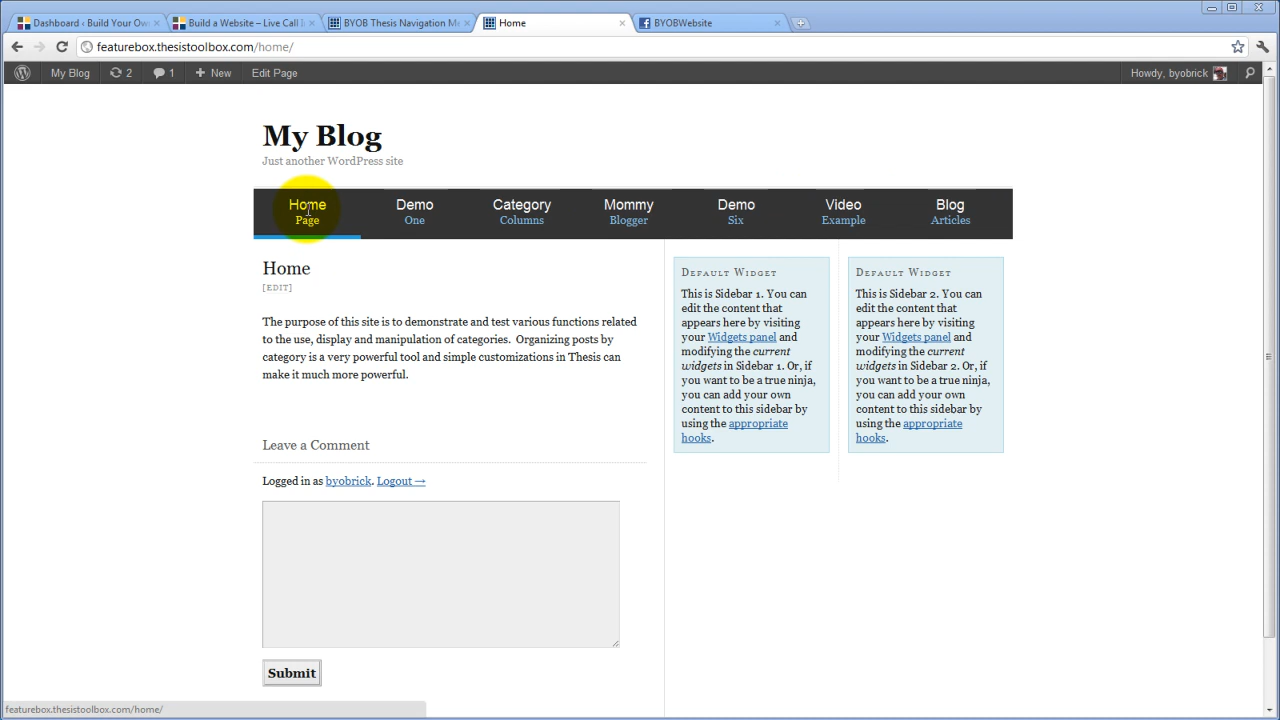 Dashboard ‹ Build Your Ow
Build a Website – Live Call I
BYOB Thesis Navigation M
Home
BYOBWebsite
featurebox.thesistoolbox.com/home/
My Blog
2
1
New
Edit Page
Howdy, byobrick
My Blog
Just another WordPress site
Home
Page
Demo
One
Category
Columns
Mommy
Blogger
Demo
Six
Video
Example
Blog
Articles
Home
[EDIT]
The purpose of this site is to demonstrate and test various functions related
to the use, display and manipulation of categories.  Organizing posts by
category is a very powerful tool and simple customizations in Thesis can
make it much more powerful.
Leave a Comment
Logged in as byobrick. Logout →
Submit
Default Widget
This is Sidebar 1. You can
edit the content that
appears here by visiting
your Widgets panel and
modifying the current
widgets in Sidebar 1. Or, if
you want to be a true ninja,
you can add your own
content to this sidebar by
using the appropriate
hooks.
Default Widget
This is Sidebar 2. You can
edit the content that
appears here by visiting
your Widgets panel and
modifying the current
widgets in Sidebar 2. Or, if
you want to be a true ninja,
you can add your own
content to this sidebar by
using the appropriate
hooks.
featurebox.thesistoolbox.com/home/